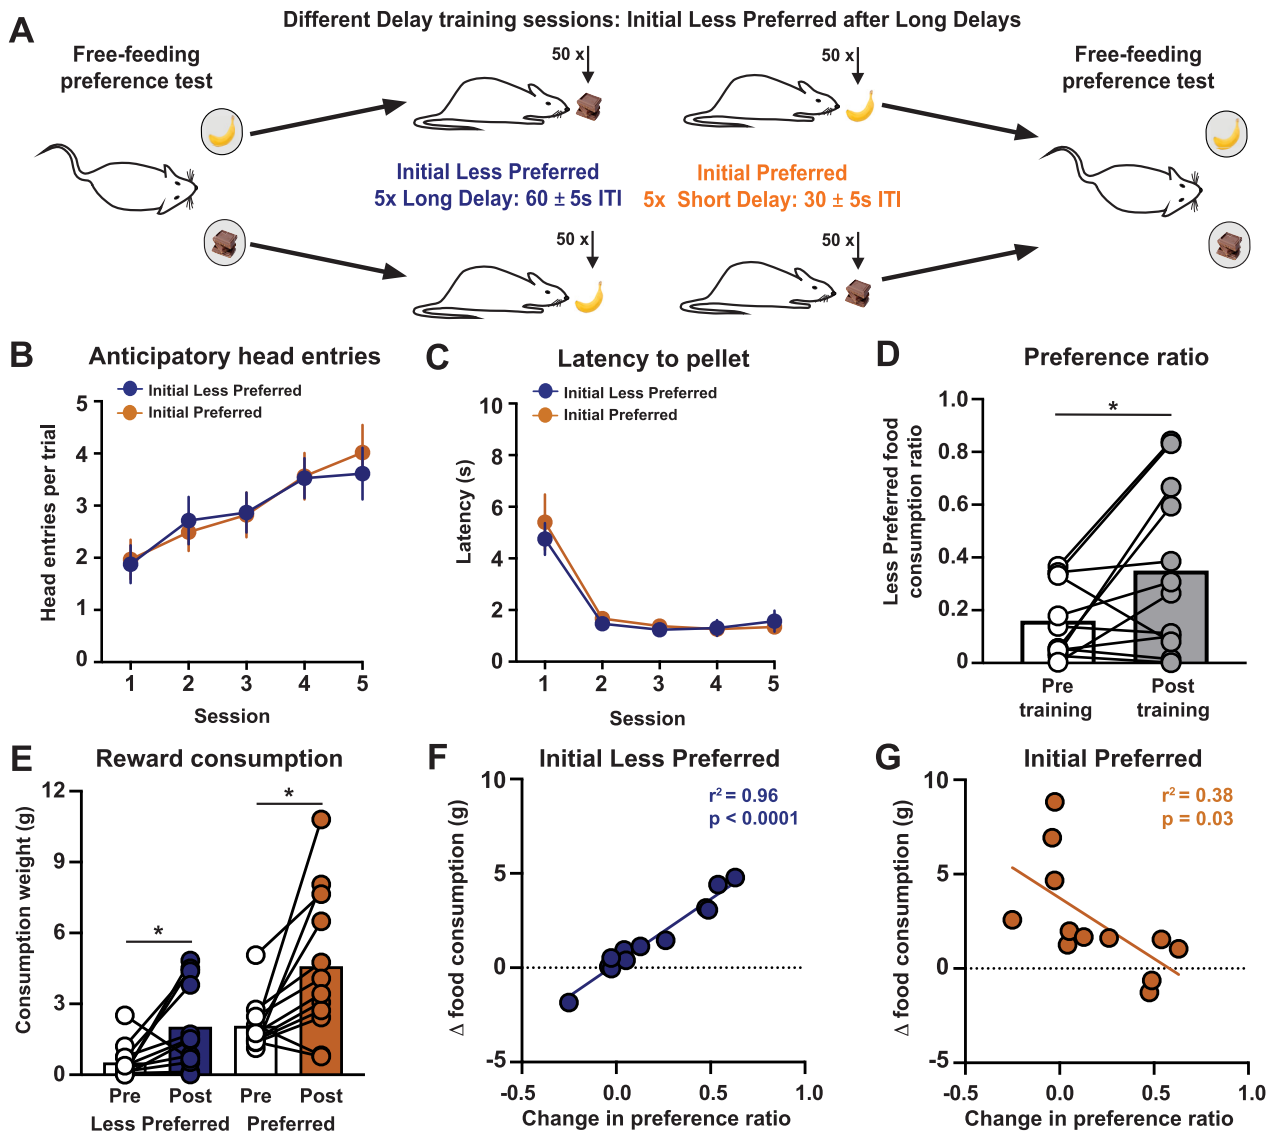 A
Different Delay training sessions: Initial Less Preferred after Long Delays
Free-feeding
preference test
50 x
50 x
Free-feeding
preference test
Initial Less Preferred
5x Long Delay: 60 ± 5s ITI
Initial Preferred
5x Short Delay: 30 ± 5s ITI
50 x
50 x
B
Anticipatory head entries
Initial Less Preferred
Initial Preferred
Head entries per trial
5
4
3
2
1
0
1
2
3
4
5
Session
C
Latency to pellet
Initial Less Preferred
Initial Preferred
Latency (s)
10
8
6
4
2
0
1
2
3
4
5
Session
D
Preference ratio
*
Less Preferred food
consumption ratio
1.0
0.8
0.6
0.4
0.2
0
Pre
training
Post
training
E
Reward consumption
*
*
Consumption weight (g)
12
9
6
3
0
Pre
Post
Pre
Post
Less Preferred
Preferred
F
Initial Less Preferred
r² = 0.96
p < 0.0001
Δ food consumption (g)
10
5
0
-5
-0.5
0.0
0.5
1.0
Change in preference ratio
G
Initial Preferred
r² = 0.38
p = 0.03
Δ food consumption (g)
10
5
0
-5
-0.5
0.0
0.5
1.0
Change in preference ratio